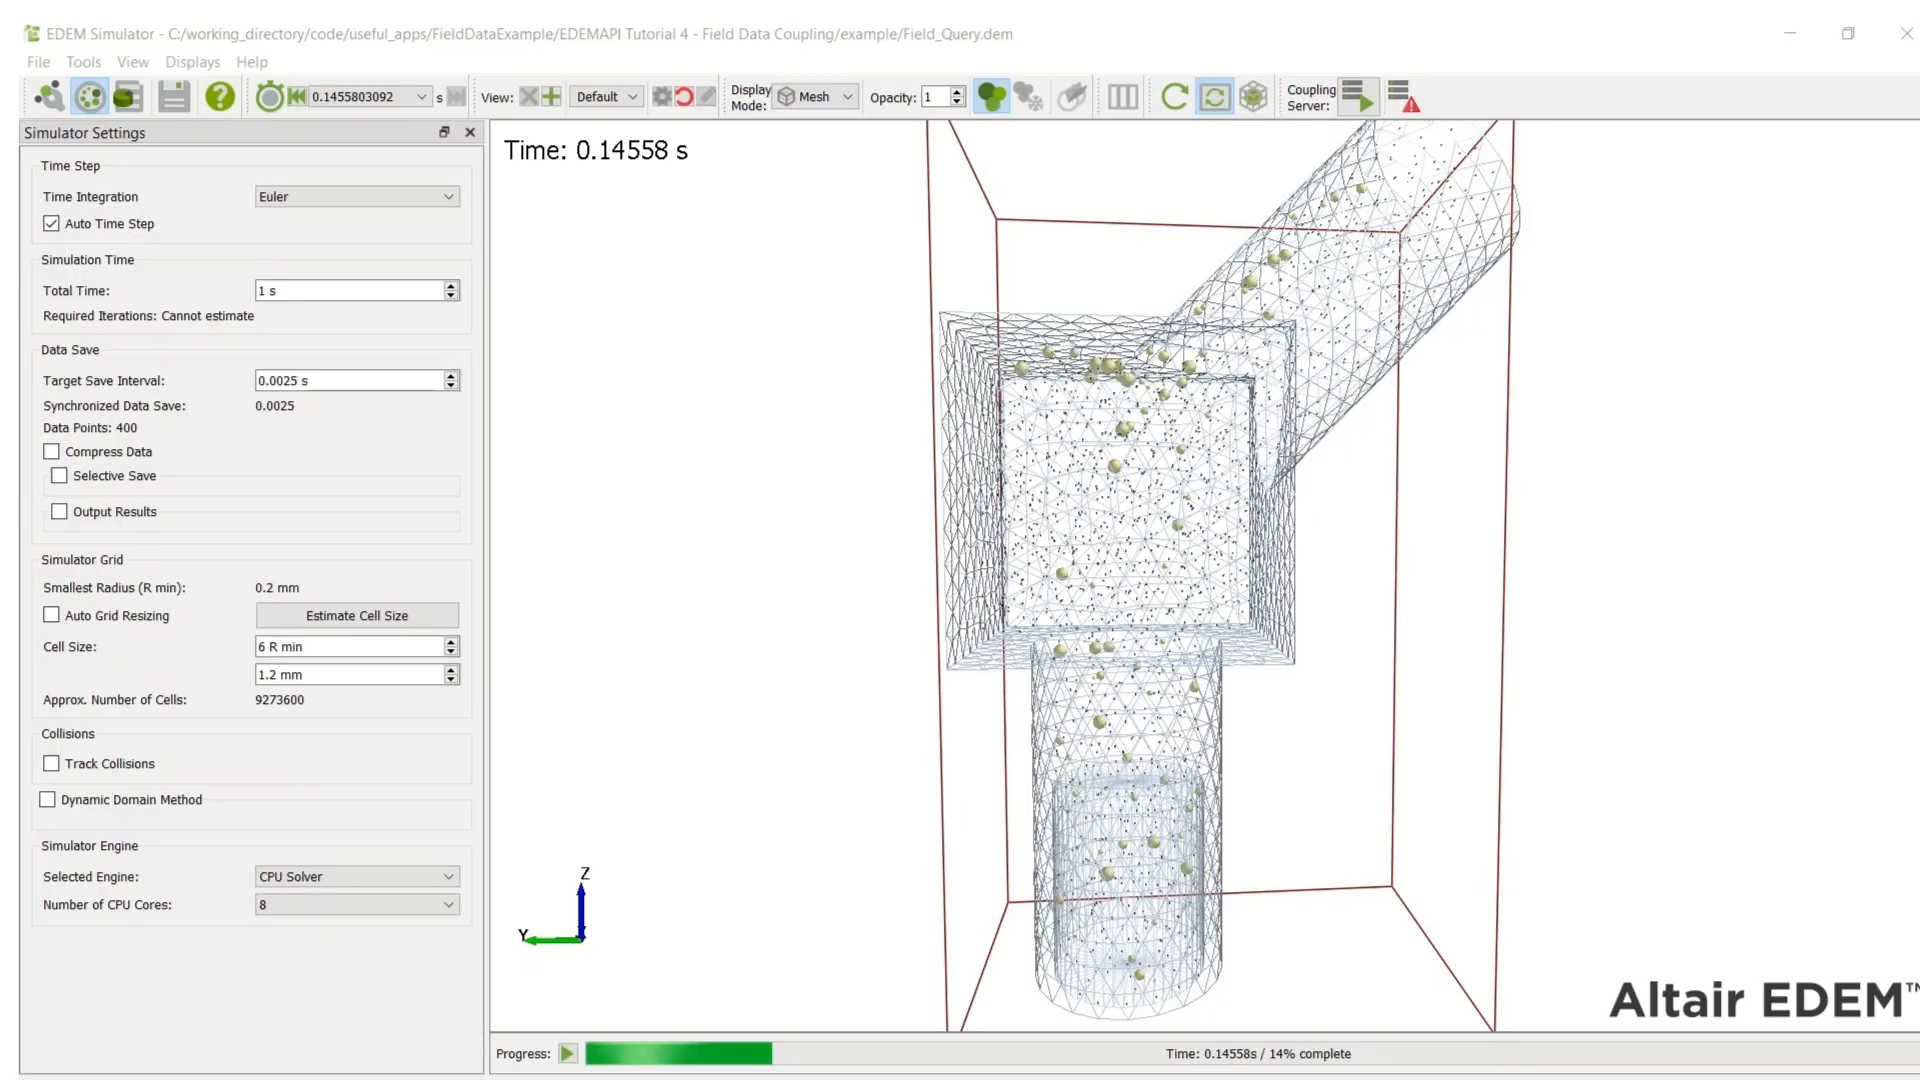 EDEM Simulator - C:/working_directory/code/useful_apps/FieldDataExample/EDEMAPI Tutorial 4 - Field Data Coupling/example/Field_Query.dem
File Tools View Displays Help
0.1455803092 s View: Default Display Mode: Mesh Opacity: 1 Coupling Server:
Simulator Settings
Time: 0.14558 s
Time Step
Time Integration Euler
Auto Time Step
Simulation Time
Total Time: 1 s
Required Iterations: Cannot estimate
Data Save
Target Save Interval: 0.0025 s
Synchronized Data Save: 0.0025
Data Points: 400
Compress Data
Selective Save
Output Results
Simulator Grid
Smallest Radius (R min): 0.2 mm
Auto Grid Resizing Estimate Cell Size
Cell Size: 6 R min
1.2 mm
Approx. Number of Cells: 9273600
Collisions
Track Collisions
Dynamic Domain Method
Simulator Engine
Selected Engine: CPU Solver
Number of CPU Cores: 8
Z
Y
Altair EDEM™
Progress: Time: 0.14558s / 14% complete